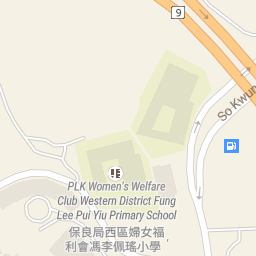 9
So Kwun
PLK Women's Welfare
Club Western District Fung
Lee Pui Yiu Primary School
保良局西區婦女福
利會馮李佩瑤小學